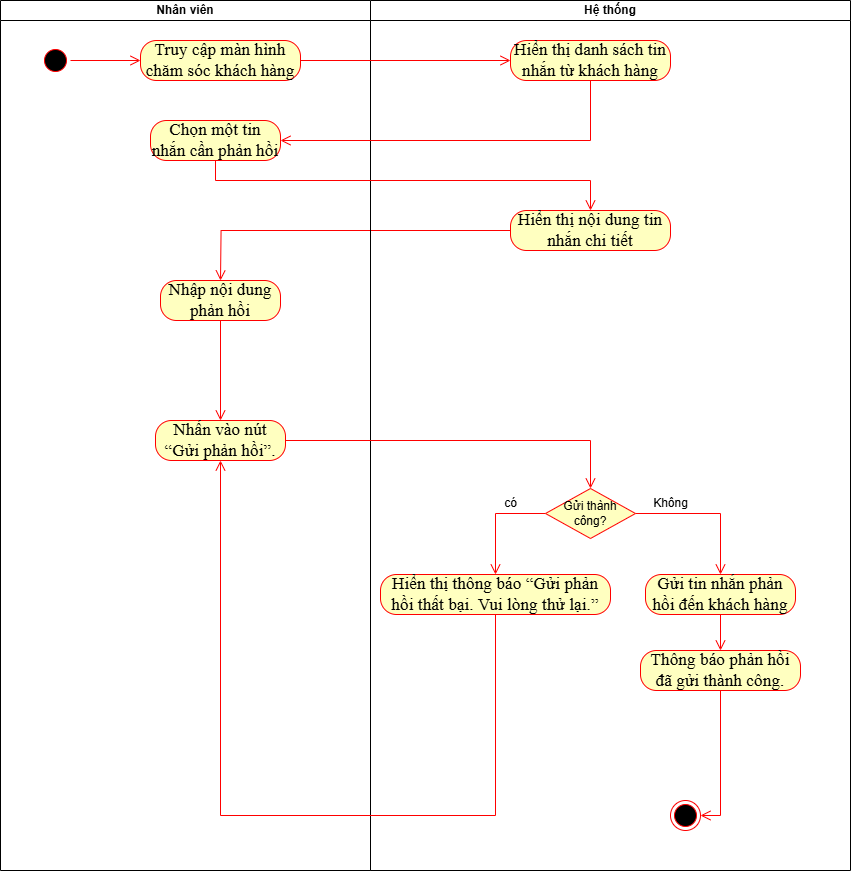 Nhân viên
Hệ thống
Truy cập màn hình
chăm sóc khách hàng
Hiển thị danh sách tin
nhắn từ khách hàng
Chọn một tin
nhắn cần phản hồi
Hiển thị nội dung tin
nhắn chi tiết
Nhập nội dung
phản hồi
Nhấn vào nút
“Gửi phản hồi”.
Gửi thành
công?
có
Không
Hiển thị thông báo “Gửi phản
hồi thất bại. Vui lòng thử lại.”
Gửi tin nhắn phản
hồi đến khách hàng
Thông báo phản hồi
đã gửi thành công.